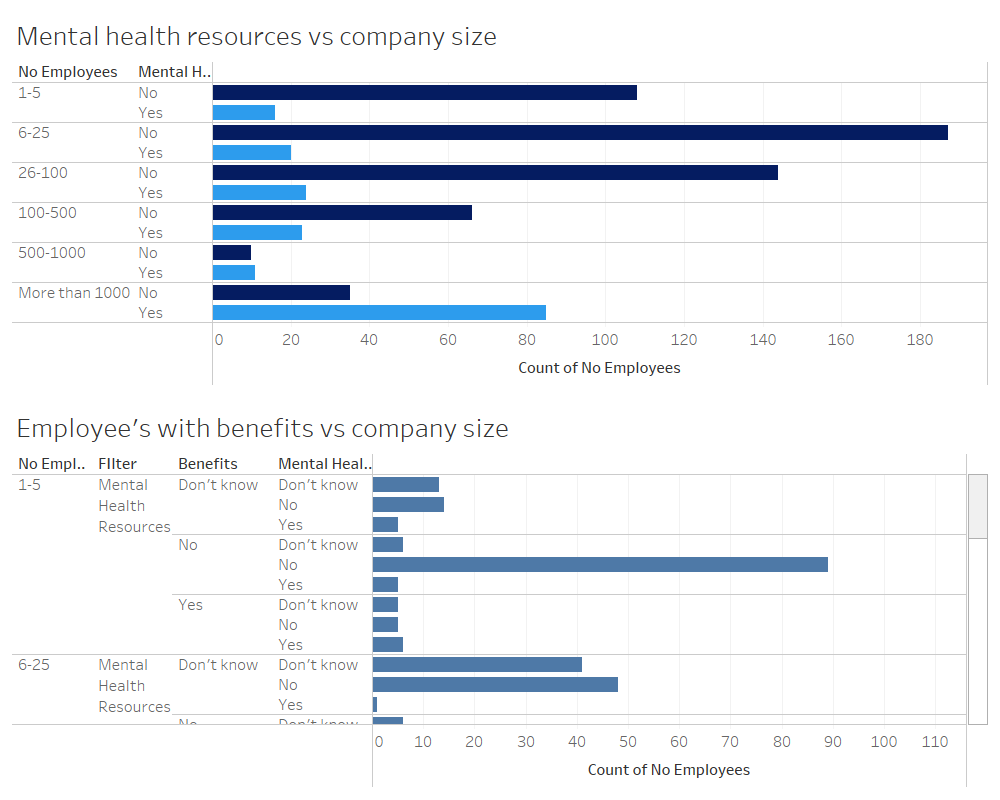 Mental health resources vs company size
No Employees Mental H..
1-5 No
Yes
6-25 No
Yes
26-100 No
Yes
100-500 No
Yes
500-1000 No
Yes
More than 1000 No
Yes
0 20 40 60 80 100 120 140 160 180
Count of No Employees
Employee's with benefits vs company size
No Empl.. FIlter Benefits Mental Heal..
1-5 Mental Don't know Don't know
Health No
Resources Yes
No Don't know
No
Yes
Yes Don't know
No
Yes
6-25 Mental Don't know Don't know
Health No
Resources Yes
No Don't know
0 10 20 30 40 50 60 70 80 90 100 110
Count of No Employees